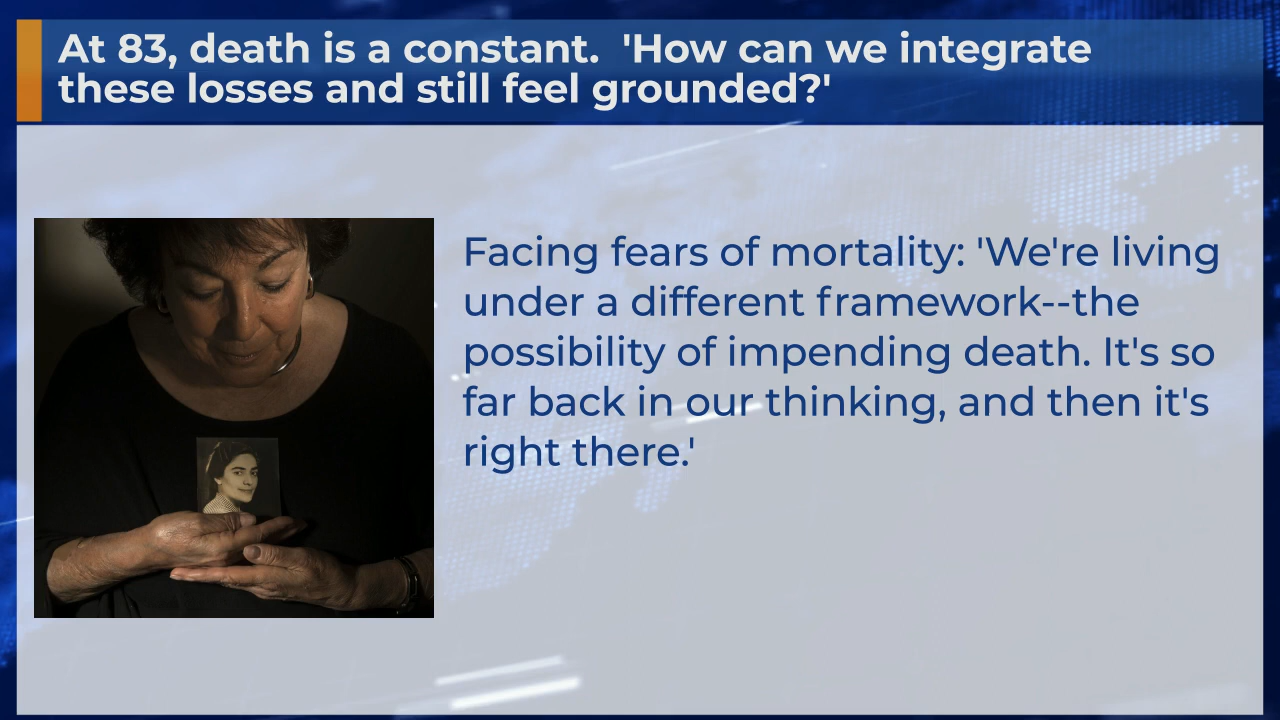 At 83, death is a constant.  'How can we integrate
these losses and still feel grounded?'
Facing fears of mortality: 'We're living
under a different framework--the
possibility of impending death. It's so
far back in our thinking, and then it's
right there.'